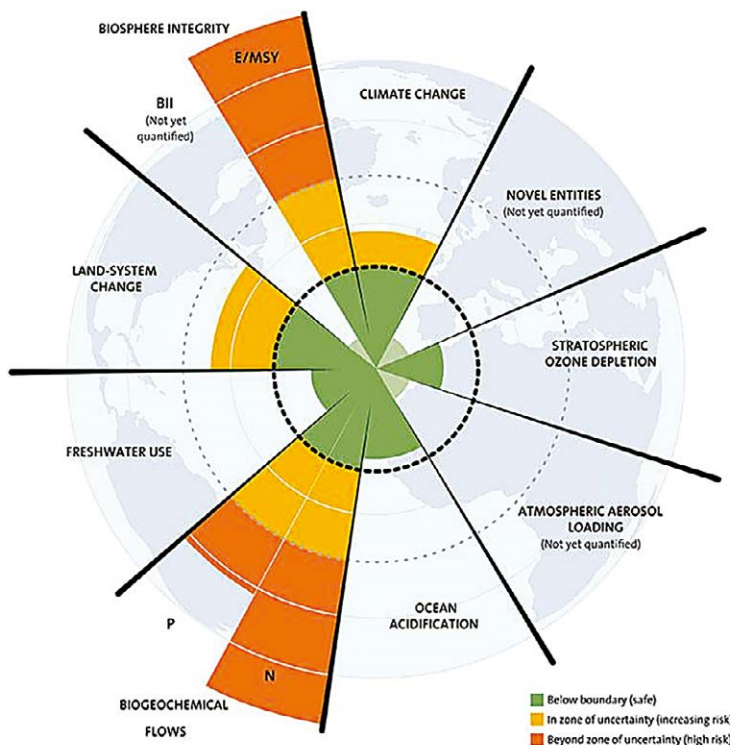 BIOSPHERE INTEGRITY
E/MSY
BII
(Not yet
quantified)
CLIMATE CHANGE
NOVEL ENTITIES
(Not yet quantified)
LAND-SYSTEM
CHANGE
STRATOSPHERIC
OZONE DEPLETION
FRESHWATER USE
ATMOSPHERIC AEROSOL
LOADING
(Not yet quantified)
OCEAN
ACIDIFICATION
P
N
BIOGEOCHEMICAL
FLOWS
Below boundary (safe)
In zone of uncertainty (increasing risk)
Beyond zone of uncertainty (high risk)